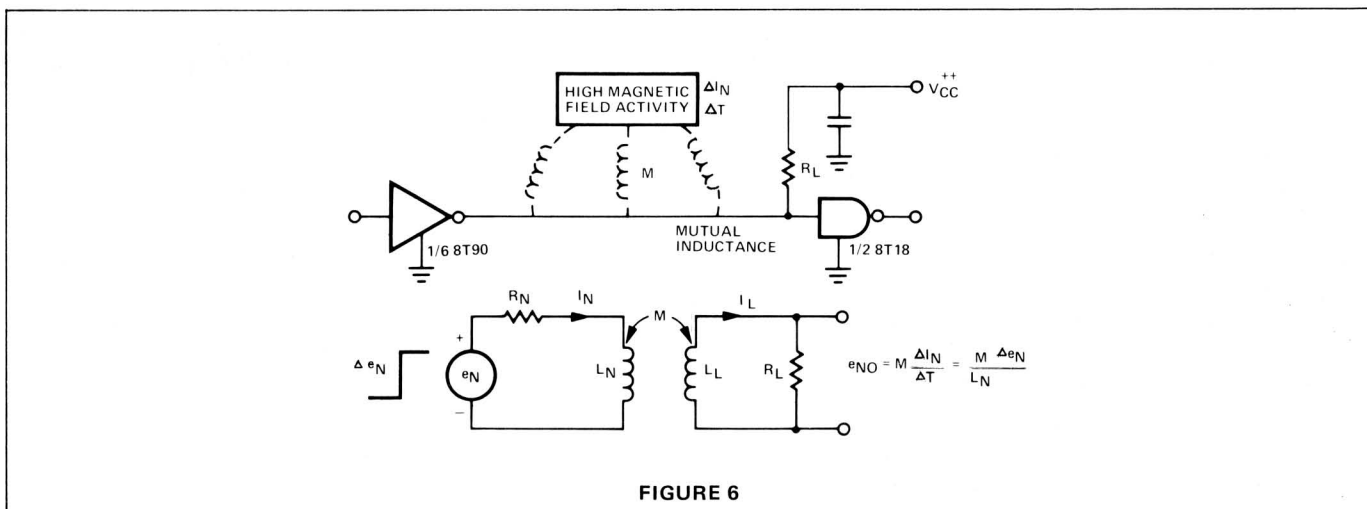 HIGH MAGNETIC
FIELD ACTIVITY
ΔIN
ΔT
VCC++
RL
M
MUTUAL
INDUCTANCE
1/6 8T90
1/2 8T18
RN
IN
M
IL
+
ΔeN
eN
−
LN
LL
RL
eNO = M ΔIN/ΔT = M ΔeN/LN
FIGURE 6